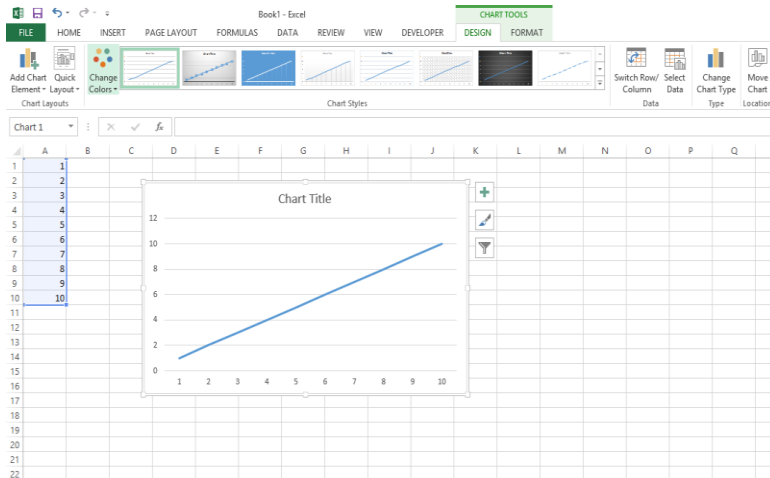 Book1 - Excel
CHART TOOLS
FILE HOME INSERT PAGE LAYOUT FORMULAS DATA REVIEW VIEW DEVELOPER DESIGN FORMAT
Add Chart Quick Change Switch Row/ Select Change Move
Element Layout Colors Column Data Chart Type Chart
Chart Layouts Chart Styles Data Type Location
Chart 1 fx
A B C D E F G H I J K L M N O P Q
1 1
2 2
3 3
4 4
5 5
6 6
7 7
8 8
9 9
10 10
11
12
13
14
15
16
17
18
19
20
21
22
Chart Title
12
10
8
6
4
2
0
1 2 3 4 5 6 7 8 9 10